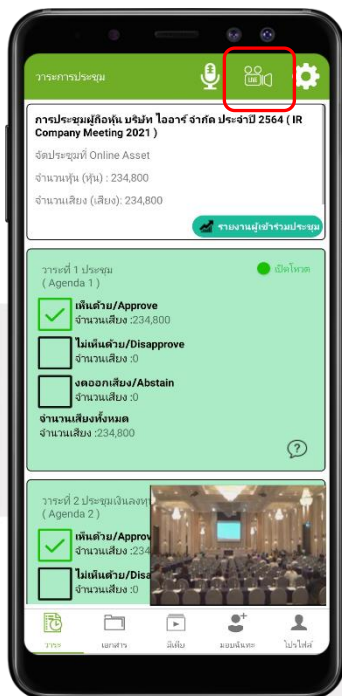 วาระการประชุม
LIVE
การประชุมผู้ถือหุ้น บริษัท ไออาร์ จำกัด ประจำปี 2564 ( IR
Company Meeting 2021 )
จัดประชุมที่ Online Asset
จำนวนหุ้น (หุ้น) : 234,800
จำนวนเสียง (เสียง): 234,800
รายงานผู้เข้าร่วมประชุม
วาระที่ 1 ประชุม
( Agenda 1 )
เปิดโหวต
เห็นด้วย/Approve
จำนวนเสียง :234,800
ไม่เห็นด้วย/Disapprove
จำนวนเสียง :0
งดออกเสียง/Abstain
จำนวนเสียง :0
จำนวนเสียงทั้งหมด
จำนวนเสียง :234,800
?
วาระที่ 2 ประชุมเงินลงทุ
( Agenda 2 )
เห็นด้วย/Approv
จำนวนเสียง :234
ไม่เห็นด้วย/Disa
จำนวนเสียง :0
วาระ
เอกสาร
มีเดีย
มอบฉันทะ
โปรไฟล์